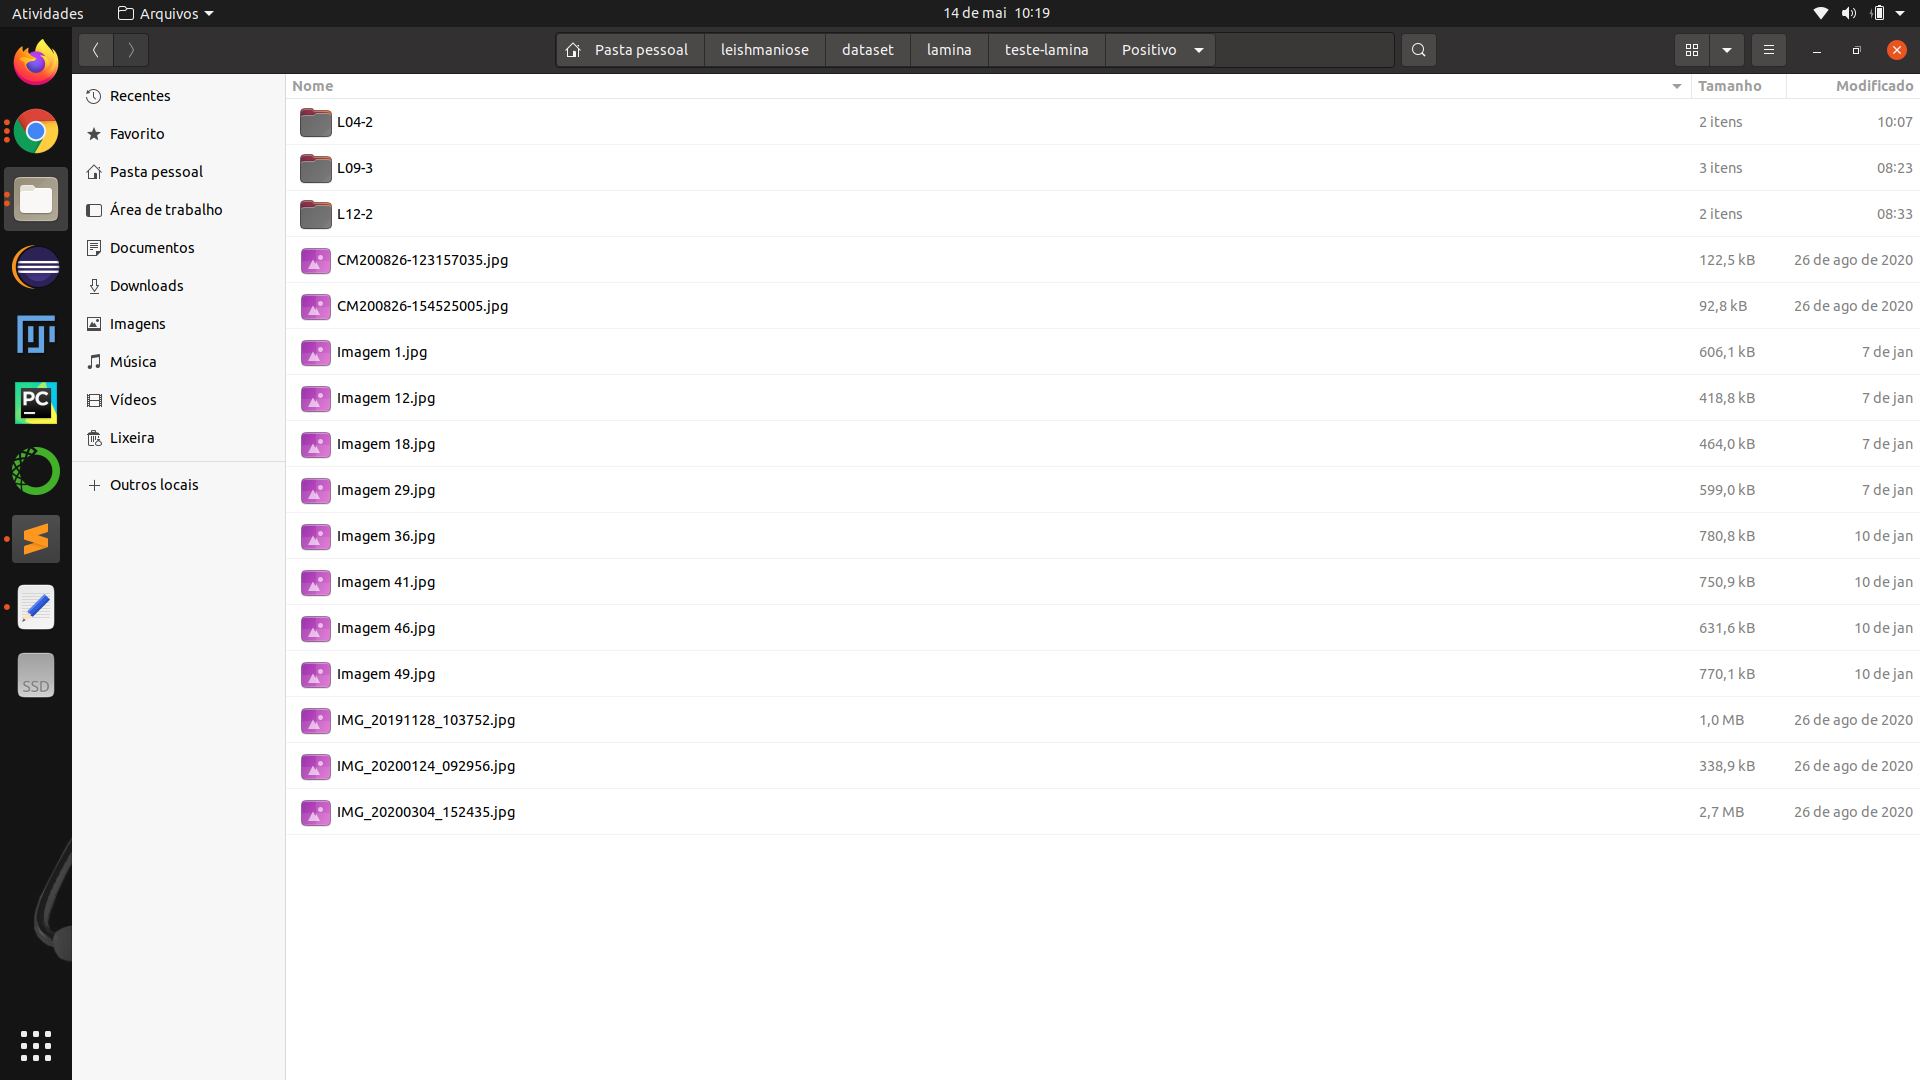 Atividades Arquivos 14 de mai 10:19
Pasta pessoal leishmaniose dataset lamina teste-lamina Positivo
Recentes
Favorito
Pasta pessoal
Área de trabalho
Documentos
Downloads
Imagens
Música
Vídeos
Lixeira
Outros locais
PC
SSD
Nome Tamanho Modificado
L04-2 2 itens 10:07
L09-3 3 itens 08:23
L12-2 2 itens 08:33
CM200826-123157035.jpg 122,5 kB 26 de ago de 2020
CM200826-154525005.jpg 92,8 kB 26 de ago de 2020
Imagem 1.jpg 606,1 kB 7 de jan
Imagem 12.jpg 418,8 kB 7 de jan
Imagem 18.jpg 464,0 kB 7 de jan
Imagem 29.jpg 599,0 kB 7 de jan
Imagem 36.jpg 780,8 kB 10 de jan
Imagem 41.jpg 750,9 kB 10 de jan
Imagem 46.jpg 631,6 kB 10 de jan
Imagem 49.jpg 770,1 kB 10 de jan
IMG_20191128_103752.jpg 1,0 MB 26 de ago de 2020
IMG_20200124_092956.jpg 338,9 kB 26 de ago de 2020
IMG_20200304_152435.jpg 2,7 MB 26 de ago de 2020